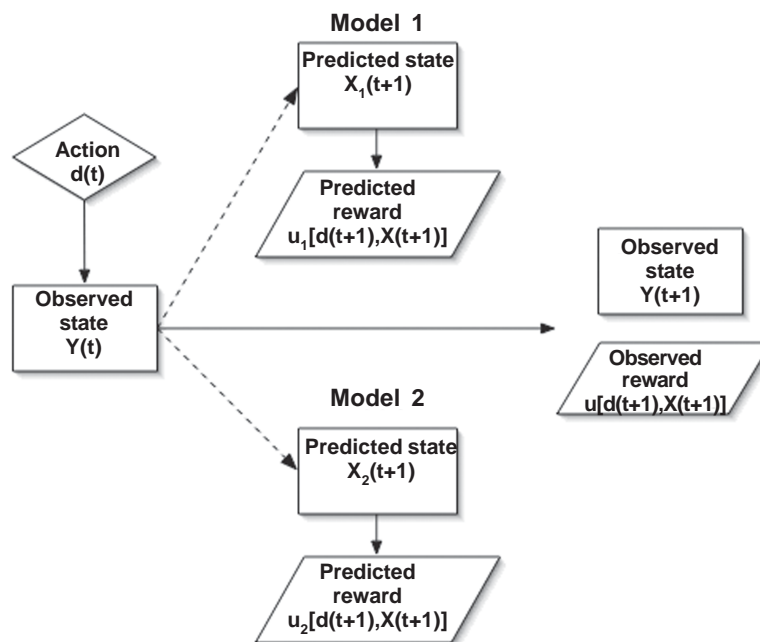 Model 1
Predicted state
X₁(t+1)
Action
d(t)
Predicted
reward
u₁[d(t+1),X(t+1)]
Observed
state
Y(t)
Observed
state
Y(t+1)
Observed
reward
u[d(t+1),X(t+1)]
Model 2
Predicted state
X₂(t+1)
Predicted
reward
u₂[d(t+1),X(t+1)]